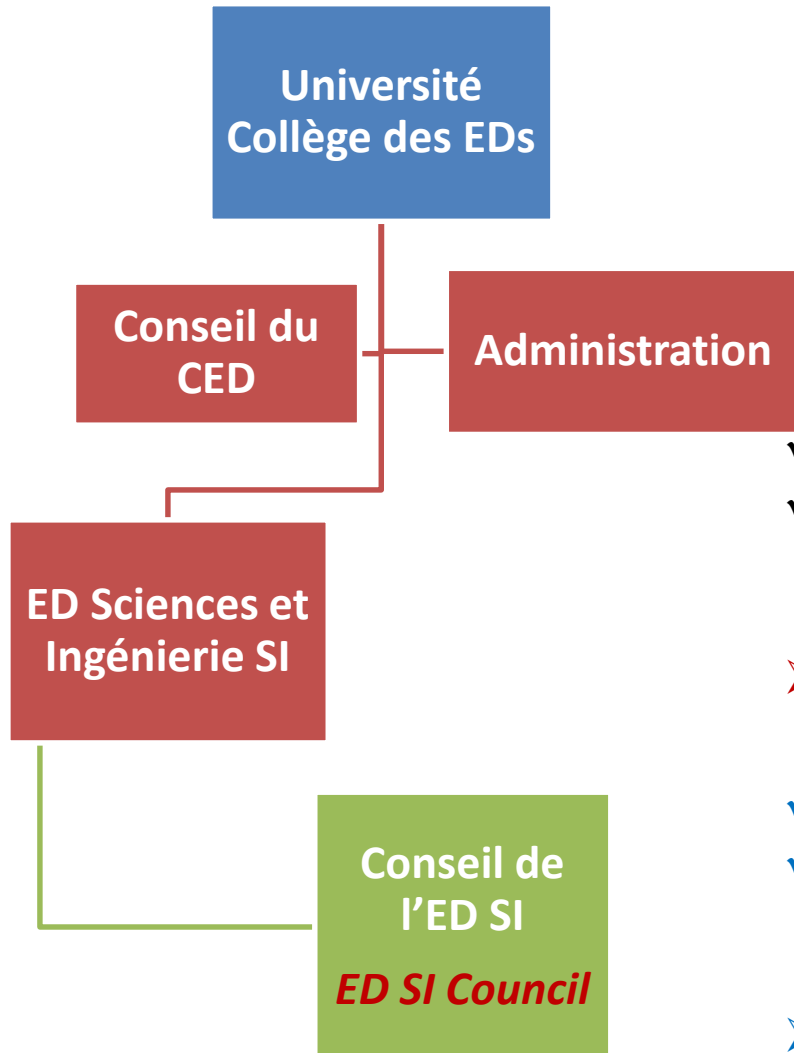 Université
Collège des EDs
Conseil du
CED
Administration
ED Sciences et
Ingénierie SI
Conseil de
l’ED SI
ED SI Council